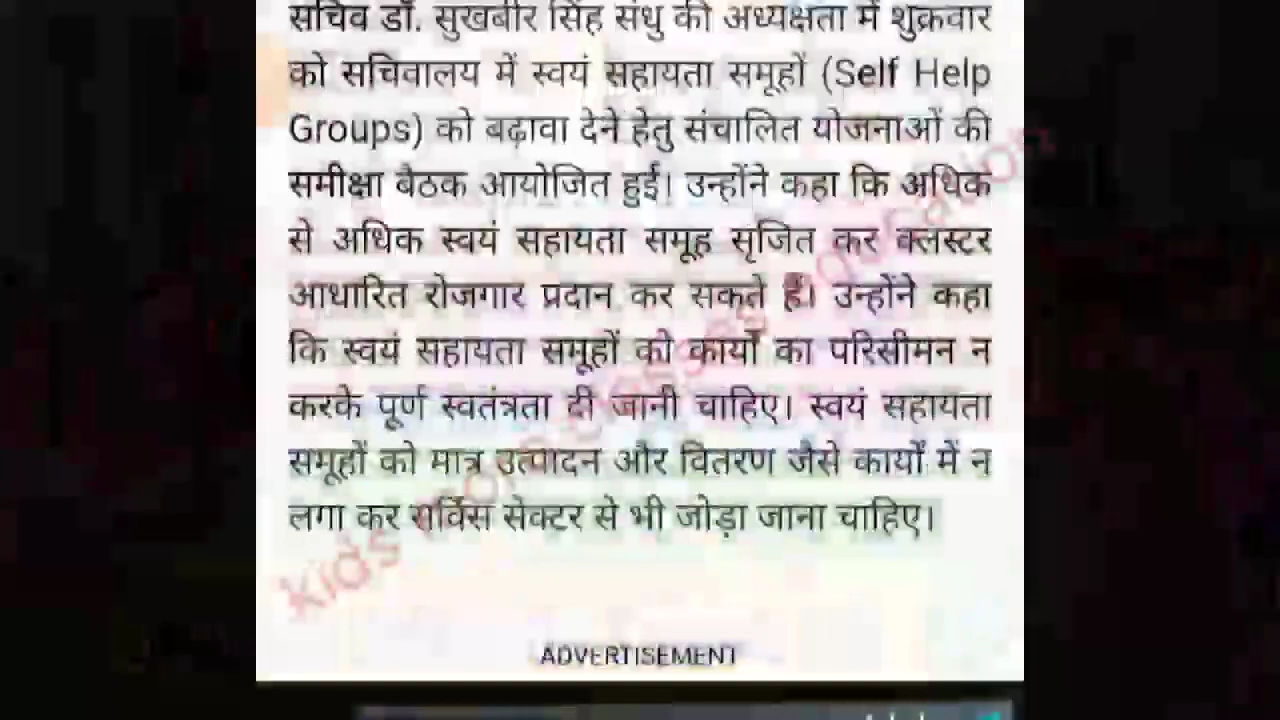 सचिव डॉ. सुखबीर सिंह संधु की अध्यक्षता में शुक्रवार
को सचिवालय में स्वयं सहायता समूहों (Self Help
Groups) को बढ़ावा देने हेतु संचालित योजनाओं की
समीक्षा बैठक आयोजित हुई। उन्होंने कहा कि अधिक
से अधिक स्वयं सहायता समूह सृजित कर क्लस्टर
आधारित रोजगार प्रदान कर सकते हैं। उन्होंने कहा
कि स्वयं सहायता समूहों को कार्यों का परिसीमन न
करके पूर्ण स्वतंत्रता दी जानी चाहिए। स्वयं सहायता
समूहों को मात्र उत्पादन और वितरण जैसे कार्यों में न
लगा कर सर्विस सेक्टर से भी जोड़ा जाना चाहिए।
kids
ADVERTISEMENT